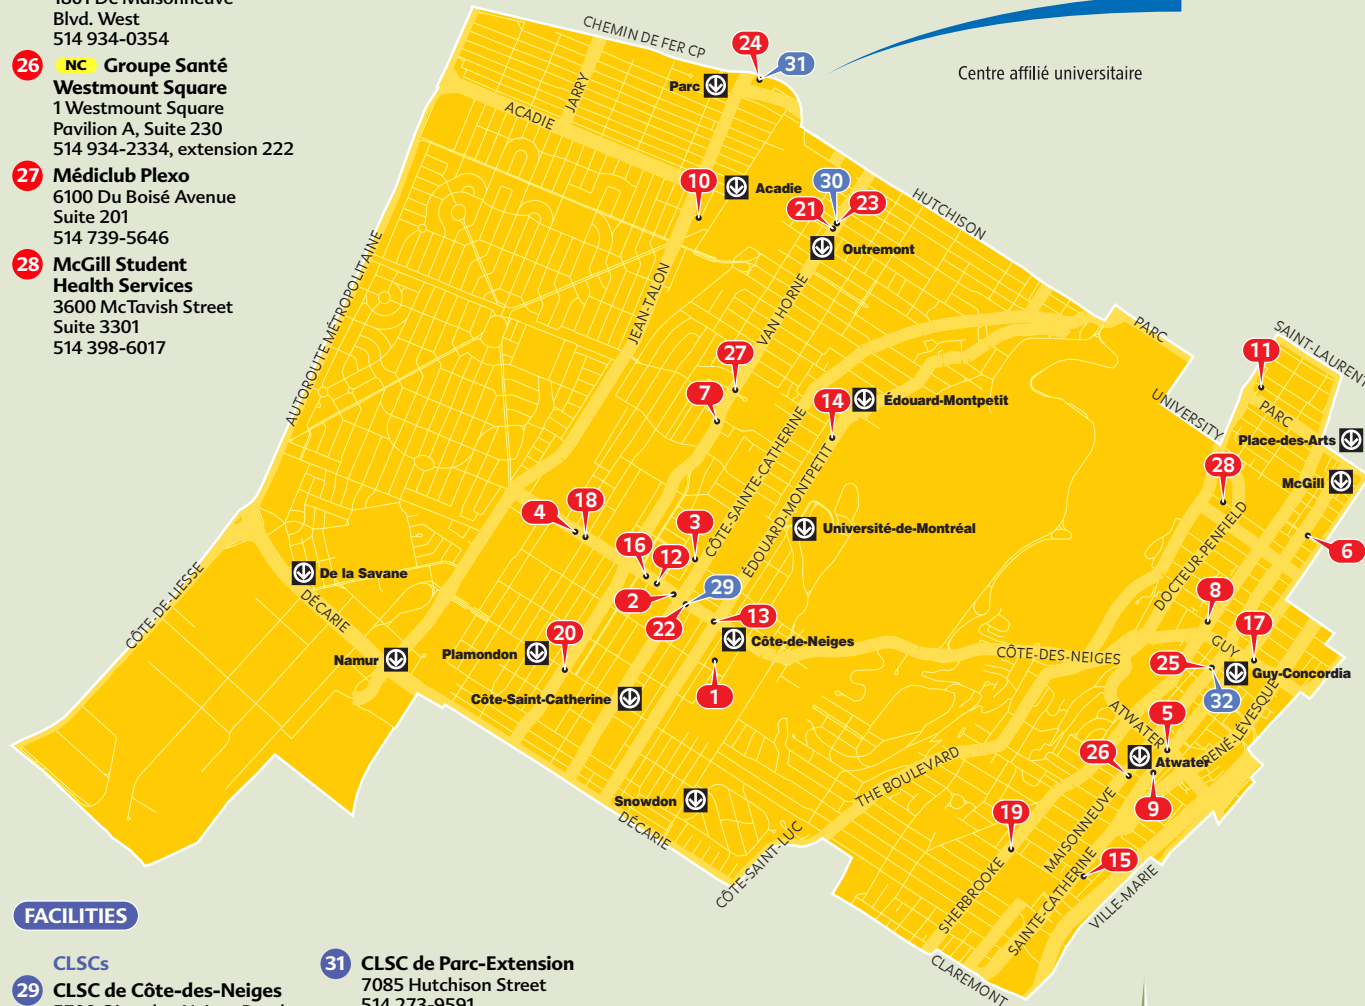 1801 De Maisonneuve
Blvd. West
514 934-0354
26 NC Groupe Santé
Westmount Square
1 Westmount Square
Pavilion A, Suite 230
514 934-2334, extension 222
27 Médiclub Plexo
6100 Du Boisé Avenue
Suite 201
514 739-5646
28 McGill Student
Health Services
3600 McTavish Street
Suite 3301
514 398-6017
Centre affilié universitaire
CHEMIN DE FER CP
24
31
Parc
JARRY
ACADIE
10
Acadie
30
21
23
Outremont
HUTCHISON
AUTOROUTE MÉTROPOLITAINE
JEAN-TALON
VAN HORNE
PARC
SAINT-LAURENT
27
7
14
Édouard-Montpetit
11
PARC
UNIVERSITY
Place-des-Arts
McGill
28
CÔTE-SAINTE-CATHERINE
ÉDOUARD-MONTPETIT
Université-de-Montréal
4
18
3
16
12
2
29
22
13
6
DOCTEUR-PENFIELD
8
De la Savane
CÔTE-DE-LIESSE
DÉCARIE
Namur
Plamondon
20
Côte-de-Neiges
CÔTE-DES-NEIGES
GUY
17
25
Guy-Concordia
32
Côte-Saint-Catherine
1
ATWATER
5
RENÉ-LÉVESQUE
26
Atwater
9
THE BOULEVARD
Snowdon
DÉCARIE
CÔTE-SAINT-LUC
19
MAISONNEUVE
15
SHERBROOKE
SAINTE-CATHERINE
VILLE-MARIE
CLAREMONT
FACILITIES
CLSCs
29 CLSC de Côte-des-Neiges
31 CLSC de Parc-Extension
7085 Hutchison Street
514 273-9591